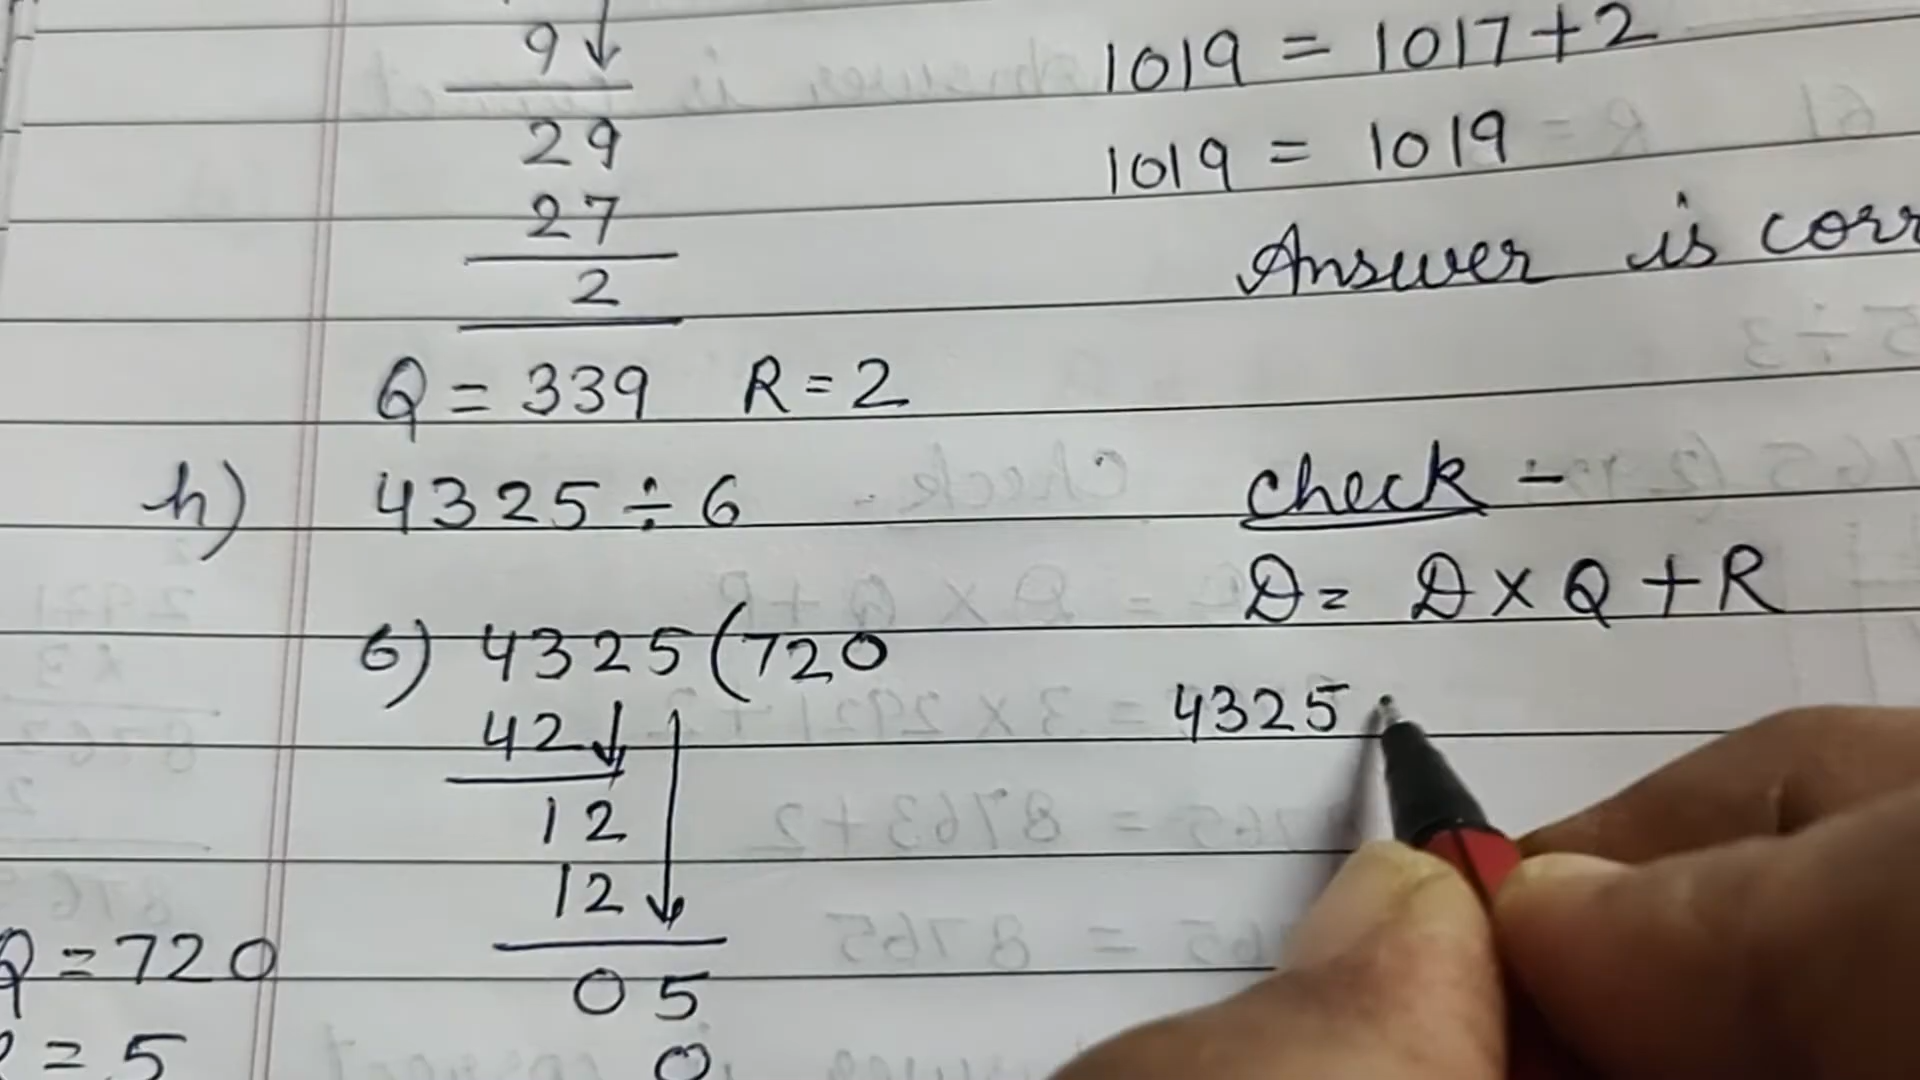 9
29
27
2
Q = 339 R = 2
1019 = 1017 + 2
1019 = 1019
Answer is
h) 4325 ÷ 6
6) 4325 ( 720
42
12
12
05
0
Q = 720
= 5
Check -
D = D × Q + R
4325